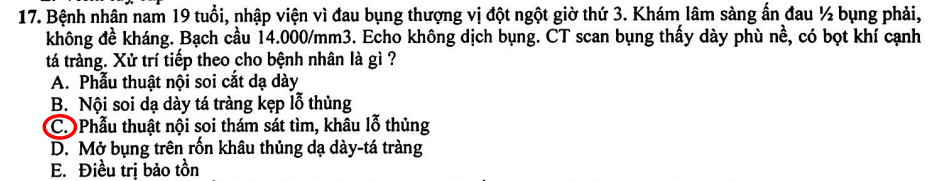 17. Bệnh nhân nam 19 tuổi, nhập viện vì đau bụng thượng vị đột ngột giờ thứ 3. Khám lâm sàng ấn đau ½ bụng phải,
không đề kháng. Bạch cầu 14.000/mm3. Echo không dịch bụng. CT scan bụng thấy dày phù nề, có bọt khí cạnh
tá tràng. Xử trí tiếp theo cho bệnh nhân là gì ?
A. Phẫu thuật nội soi cắt dạ dày
B. Nội soi dạ dày tá tràng kẹp lỗ thủng
C. Phẫu thuật nội soi thám sát tìm, khâu lỗ thủng
D. Mở bụng trên rốn khâu thủng dạ dày-tá tràng
E. Điều trị bảo tồn